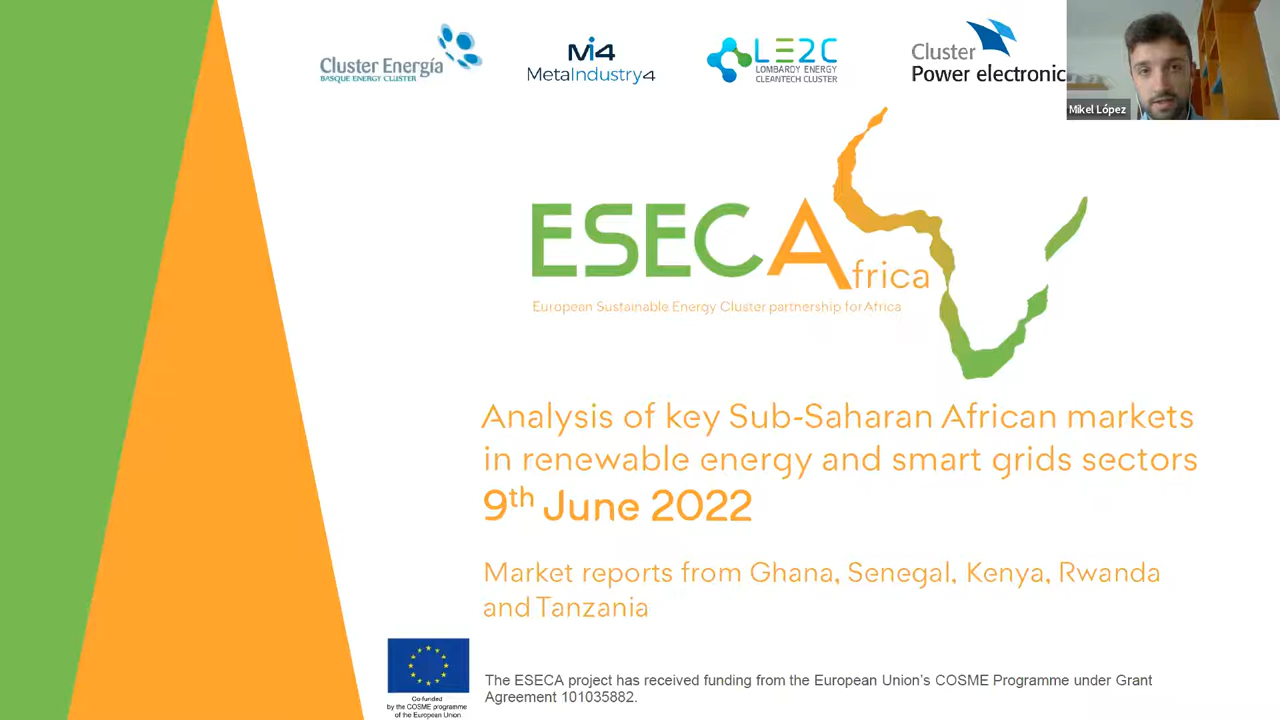 Cluster Energía
BASQUE ENERGY CLUSTER
Mi4
MetaIndustry4
LE2C
LOMBARDY ENERGY
CLEANTECH CLUSTER
Cluster
Power electronic
Mikel López
ESECAfrica
European Sustainable Energy Cluster partnership for Africa
Analysis of key Sub-Saharan African markets
in renewable energy and smart grids sectors
9th June 2022
Market reports from Ghana, Senegal, Kenya, Rwanda
and Tanzania
Co-funded
by the COSME programme
of the European Union
The ESECA project has received funding from the European Union's COSME Programme under Grant
Agreement 101035882.